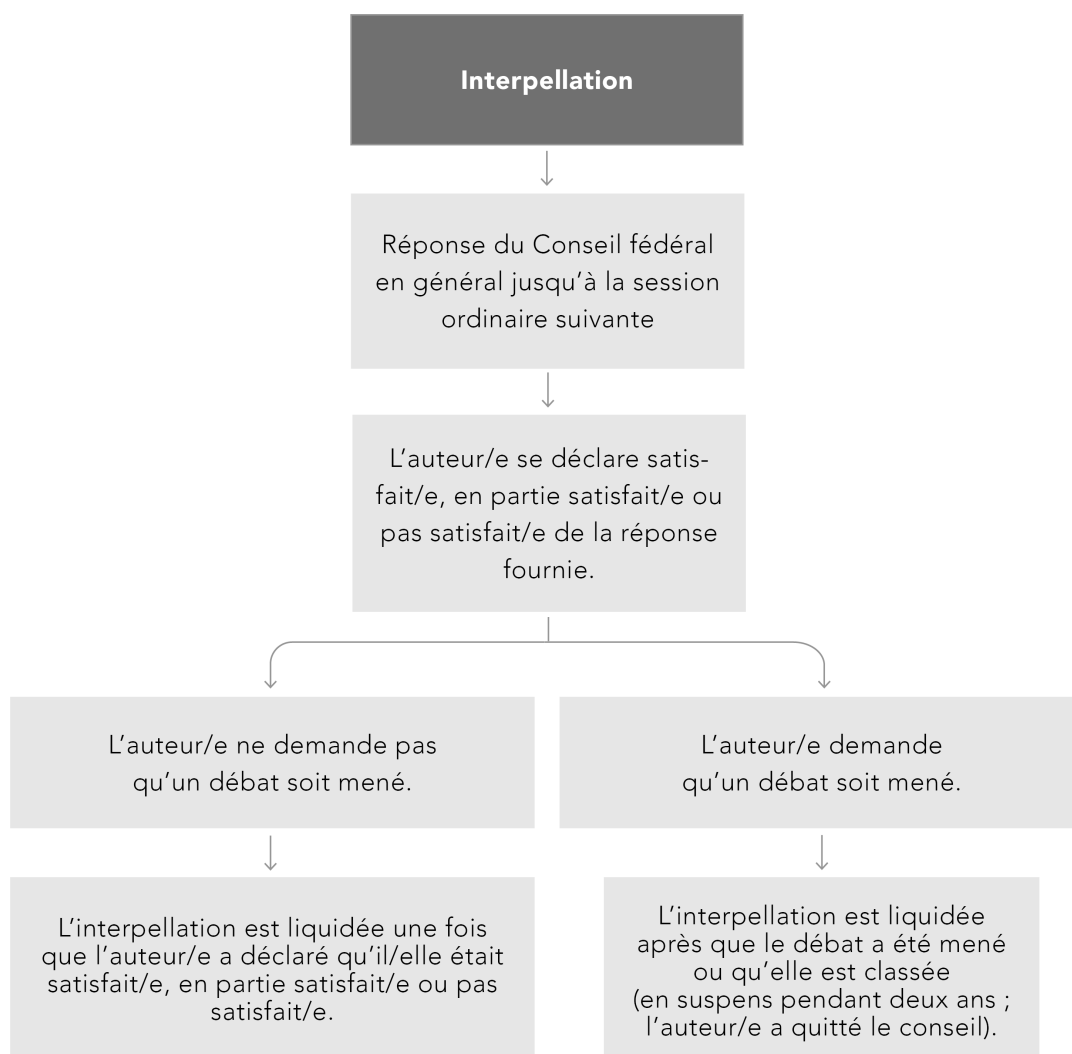 Interpellation
Réponse du Conseil fédéral
en général jusqu’à la session
ordinaire suivante
L’auteur/e se déclare satis-
fait/e, en partie satisfait/e ou
pas satisfait/e de la réponse
fournie.
L’auteur/e ne demande pas
qu’un débat soit mené.
L’auteur/e demande
qu’un débat soit mené.
L’interpellation est liquidée une fois
que l’auteur/e a déclaré qu’il/elle était
satisfait/e, en partie satisfait/e ou pas
satisfait/e.
L’interpellation est liquidée
après que le débat a été mené
ou qu’elle est classée
(en suspens pendant deux ans ;
l’auteur/e a quitté le conseil).